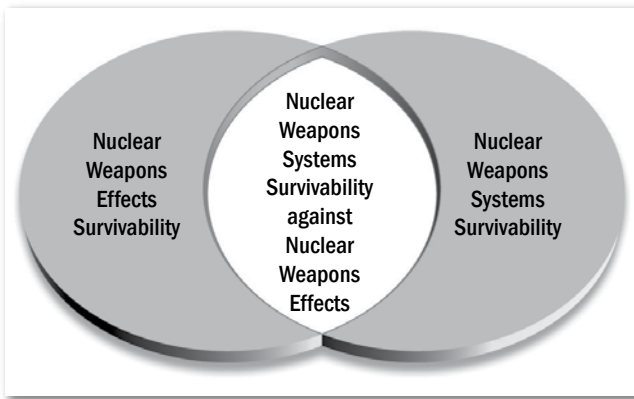 Nuclear
Weapons
Effects
Survivability
Nuclear
Weapons
Systems
Survivability
against
Nuclear
Weapons
Effects
Nuclear
Weapons
Systems
Survivability